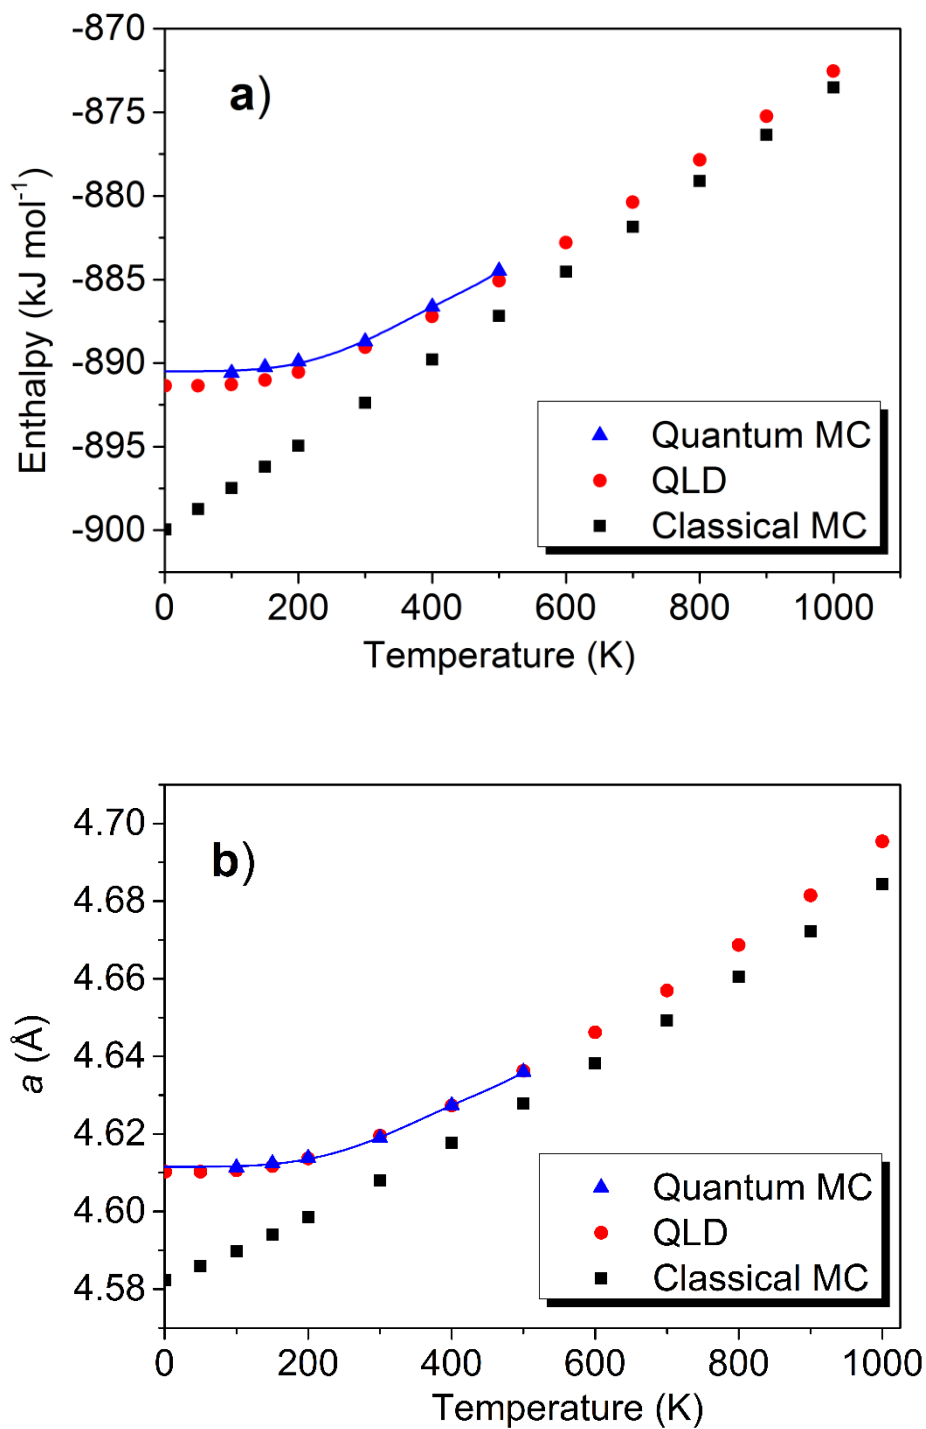 a)
Enthalpy (kJ mol⁻¹)
-870
-875
-880
-885
-890
-895
-900
Quantum MC
QLD
Classical MC
0 200 400 600 800 1000
Temperature (K)
b)
a (Å)
4.70
4.68
4.66
4.64
4.62
4.60
4.58
Quantum MC
QLD
Classical MC
0 200 400 600 800 1000
Temperature (K)